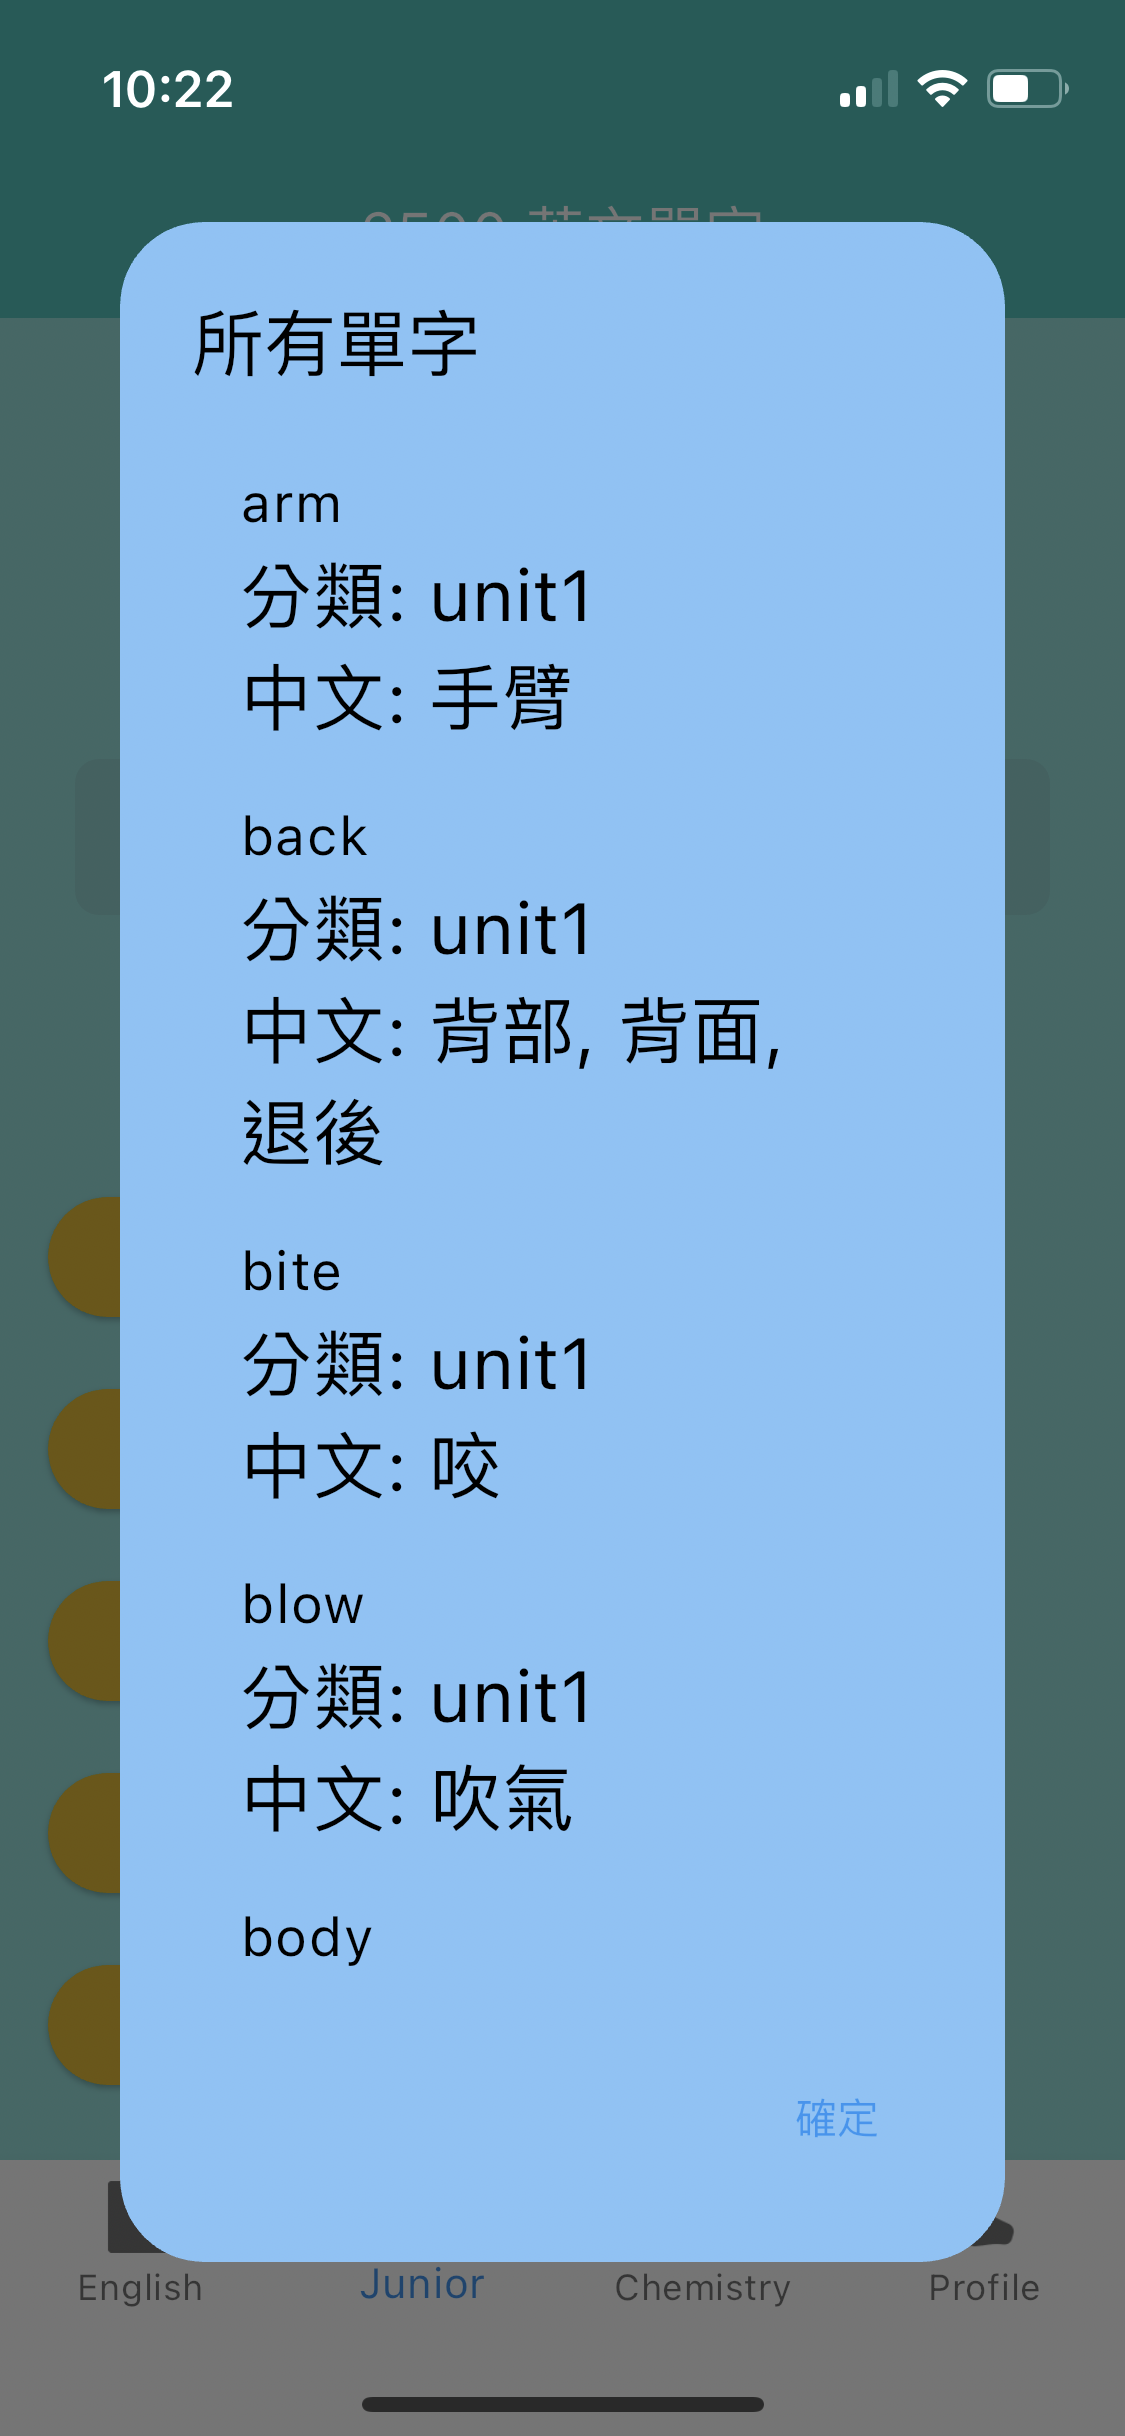 10:22
所有單字
arm
分類: unit1
中文: 手臂
back
分類: unit1
中文: 背部, 背面,
退後
bite
分類: unit1
中文: 咬
blow
分類: unit1
中文: 吹氣
body
確定
English
Junior
Chemistry
Profile